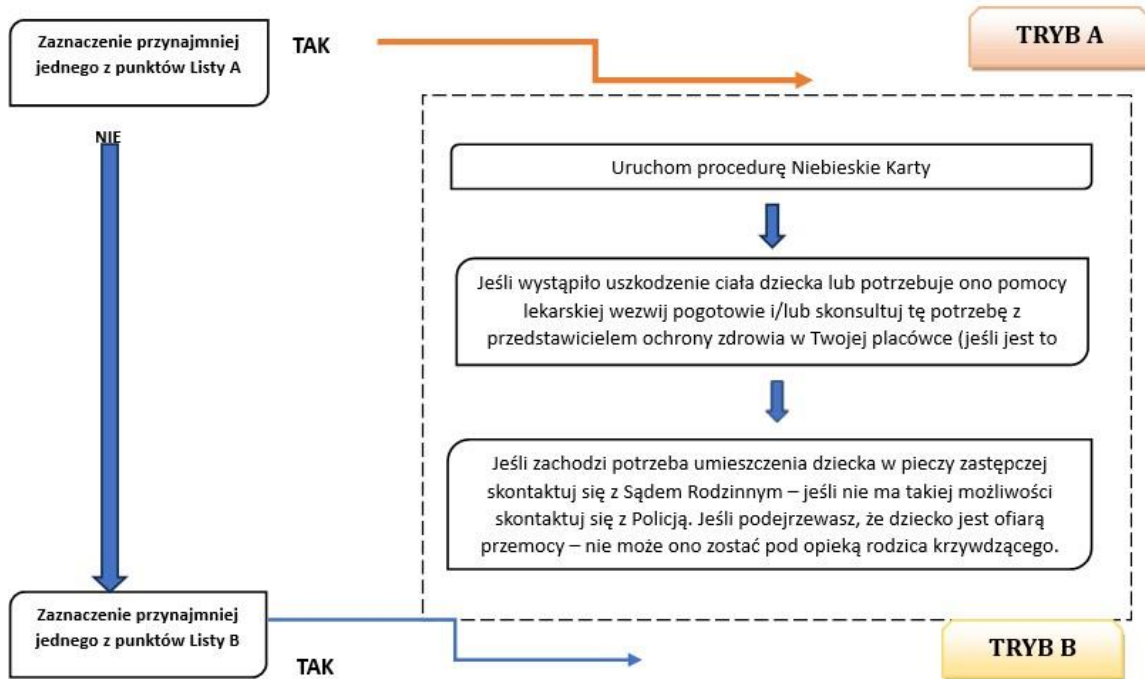 Zaznaczenie przynajmniej
jednego z punktów Listy A
TAK
TRYB A
NIE
Uruchom procedurę Niebieskie Karty
Jeśli wystąpiło uszkodzenie ciała dziecka lub potrzebuje ono pomocy
lekarskiej wezwij pogotowie i/lub skonsultuj tę potrzebę z
przedstawicielem ochrony zdrowia w Twojej placówce (jeśli jest to
Jeśli zachodzi potrzeba umieszczenia dziecka w pieczy zastępczej
skontaktuj się z Sądem Rodzinnym – jeśli nie ma takiej możliwości
skontaktuj się z Policją. Jeśli podejrzewasz, że dziecko jest ofiarą
przemocy – nie może ono zostać pod opieką rodzica krzywdzącego.
Zaznaczenie przynajmniej
jednego z punktów Listy B
TAK
TRYB B